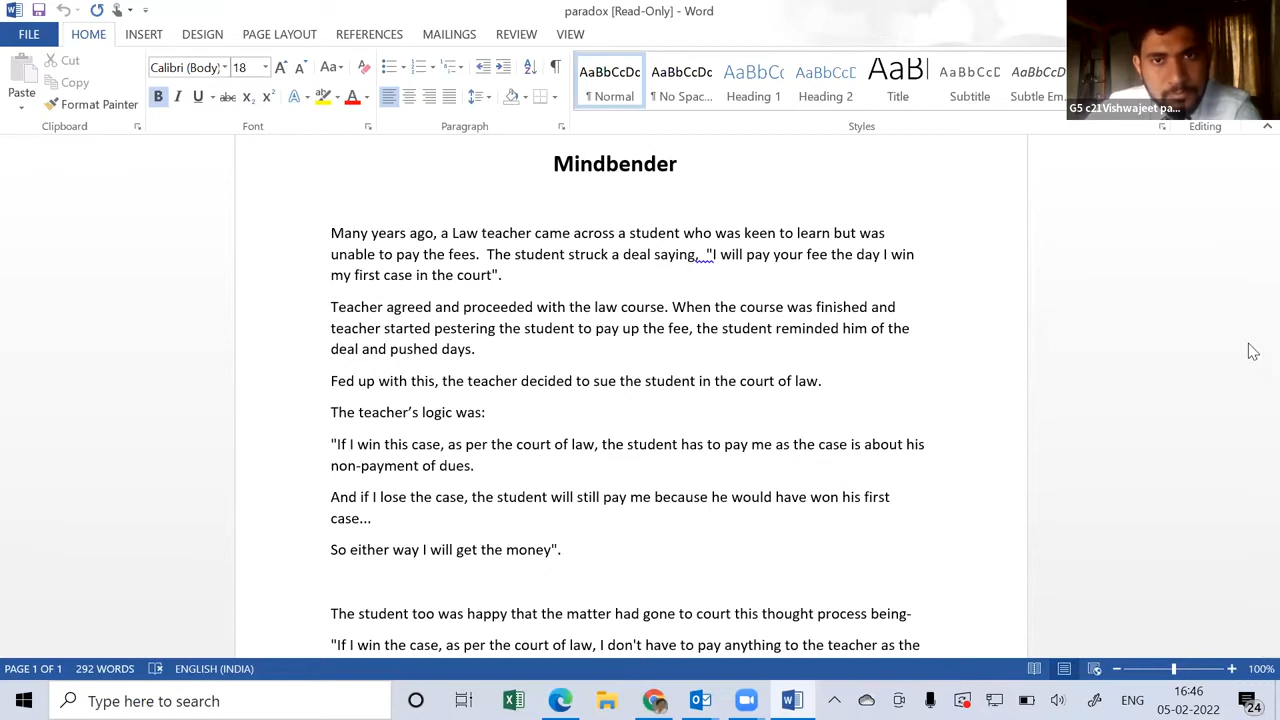 paradox [Read-Only] - Word
FILE HOME INSERT DESIGN PAGE LAYOUT REFERENCES MAILINGS REVIEW VIEW
Cut
Copy
Paste
Format Painter
Calibri (Body) 18
AaBbCcDc AaBbCcDc AaBbCc AaBbCcD AaBl AaBbCcD AaBbCcD
¶ Normal ¶ No Spac... Heading 1 Heading 2 Title Subtitle Subtle Em...
Clipboard Font Paragraph Styles Editing
G5 c21Vishwajeet pa...
Mindbender
Many years ago, a Law teacher came across a student who was keen to learn but was
unable to pay the fees. The student struck a deal saying, "I will pay your fee the day I win
my first case in the court".
Teacher agreed and proceeded with the law course. When the course was finished and
teacher started pestering the student to pay up the fee, the student reminded him of the
deal and pushed days.
Fed up with this, the teacher decided to sue the student in the court of law.
The teacher’s logic was:
"If I win this case, as per the court of law, the student has to pay me as the case is about his
non-payment of dues.
And if I lose the case, the student will still pay me because he would have won his first
case...
So either way I will get the money".
The student too was happy that the matter had gone to court this thought process being-
"If I win the case, as per the court of law, I don't have to pay anything to the teacher as the
PAGE 1 OF 1 292 WORDS ENGLISH (INDIA) 100%
Type here to search
ENG
16:46
05-02-2022
24